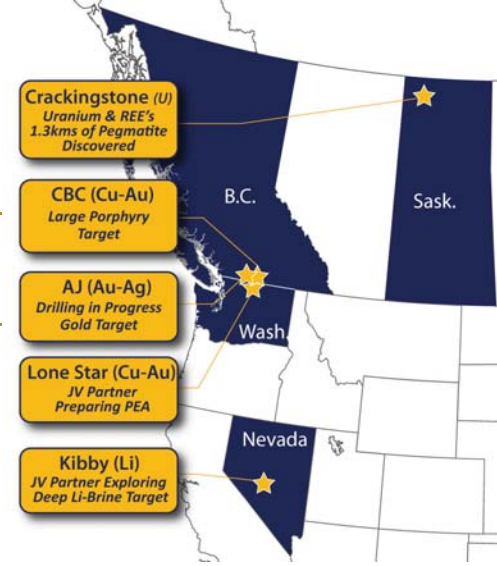 Crackingstone (U)
Uranium & REE's
1.3kms of Pegmatite
Discovered
CBC (Cu-Au)
Large Porphyry
Target
AJ (Au-Ag)
Drilling in Progress
Gold Target
Lone Star (Cu-Au)
JV Partner
Preparing PEA
Kibby (Li)
JV Partner Exploring
Deep Li-Brine Target
B.C.
Sask.
Wash.
Nevada